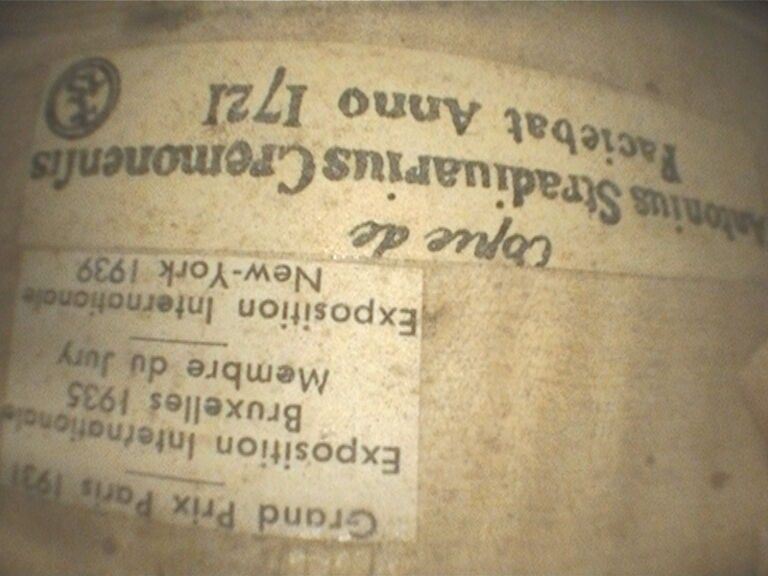 Grand Prix Paris 1931
Exposition Internationale
Bruxelles 1935
Membre du Jury
Exposition Internationale
New-York 1939
Copie de
Antonius Stradiuarius Cremonenſis
Faciebat Anno 1721
A S